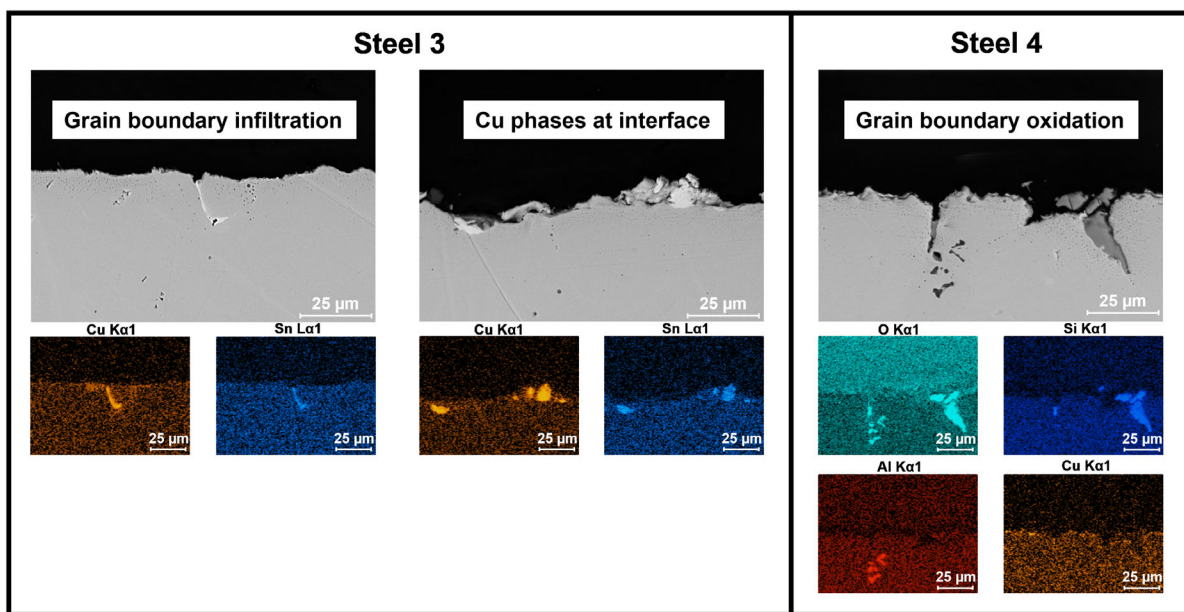 Steel 3
Steel 4
Grain boundary infiltration
Cu phases at interface
Grain boundary oxidation
25 µm
25 µm
25 µm
Cu Kα1
Sn Lα1
Cu Kα1
Sn Lα1
O Kα1
Si Kα1
25 µm
25 µm
25 µm
25 µm
25 µm
25 µm
Al Kα1
Cu Kα1
25 µm
25 µm